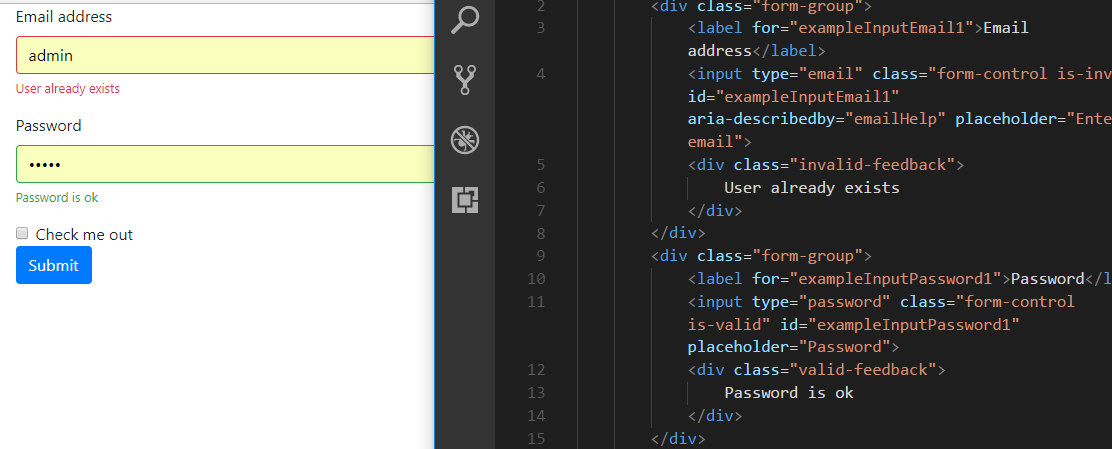 Email address
admin
User already exists
Password
•••••
Password is ok
Check me out
Submit
2 <div class="form-group">
3 <label for="exampleInputEmail1">Email
address</label>
4 <input type="email" class="form-control is-inv
id="exampleInputEmail1"
aria-describedby="emailHelp" placeholder="Ente
email">
5 <div class="invalid-feedback">
6 User already exists
7 </div>
8 </div>
9 <div class="form-group">
10 <label for="exampleInputPassword1">Password</l
11 <input type="password" class="form-control
is-valid" id="exampleInputPassword1"
placeholder="Password">
12 <div class="valid-feedback">
13 Password is ok
14 </div>
15 </div>